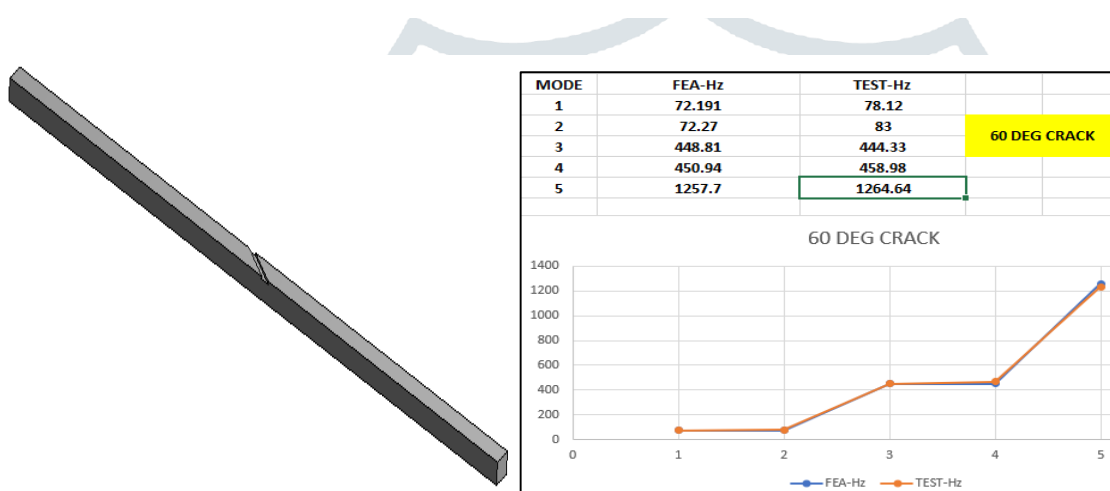 MODE FEA-Hz TEST-Hz
1 72.191 78.12
2 72.27 83
60 DEG CRACK
3 448.81 444.33
4 450.94 458.98
5 1257.7 1264.64
60 DEG CRACK
1400
1200
1000
800
600
400
200
0
0 1 2 3 4 5
FEA-Hz TEST-Hz